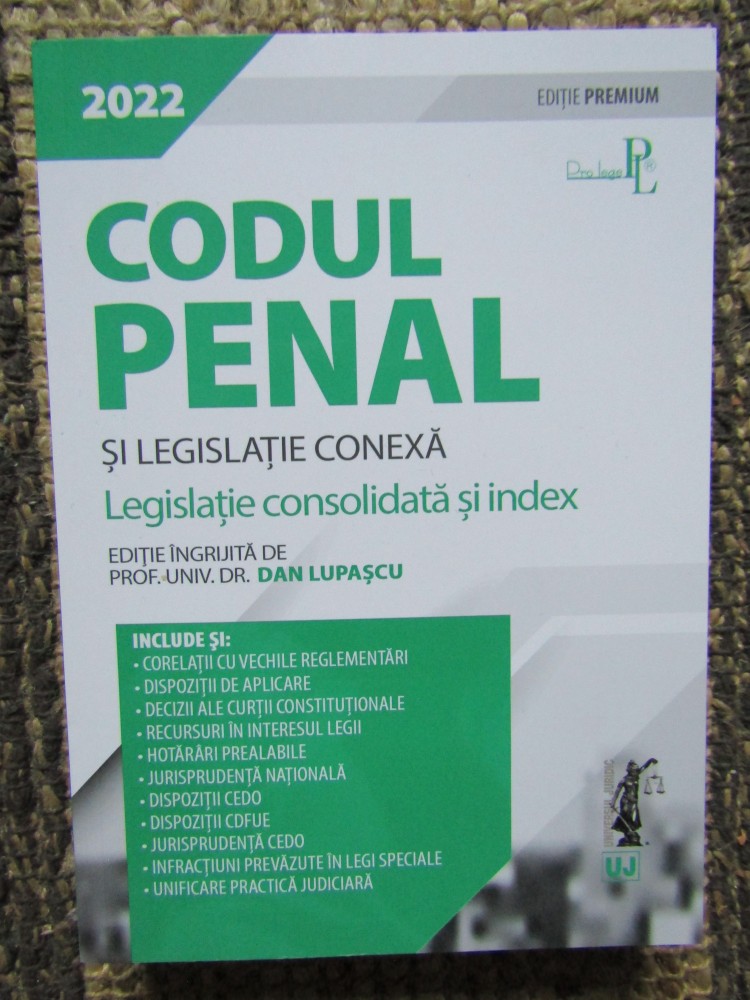 2022
EDIȚIE PREMIUM
Pro lege PL®
CODUL
PENAL
ȘI LEGISLAȚIE CONEXĂ
Legislație consolidată și index
EDIȚIE ÎNGRIJITĂ DE
PROF. UNIV. DR. DAN LUPAȘCU
INCLUDE ȘI:
• CORELAȚII CU VECHILE REGLEMENTĂRI
• DISPOZIȚII DE APLICARE
• DECIZII ALE CURȚII CONSTITUȚIONALE
• RECURSURI ÎN INTERESUL LEGII
• HOTĂRÂRI PREALABILE
• JURISPRUDENȚĂ NAȚIONALĂ
• DISPOZIȚII CEDO
• DISPOZIȚII CDFUE
• JURISPRUDENȚĂ CEDO
• INFRACȚIUNI PREVĂZUTE ÎN LEGI SPECIALE
• UNIFICARE PRACTICĂ JUDICIARĂ
UNIVERSUL JURIDIC
UJ